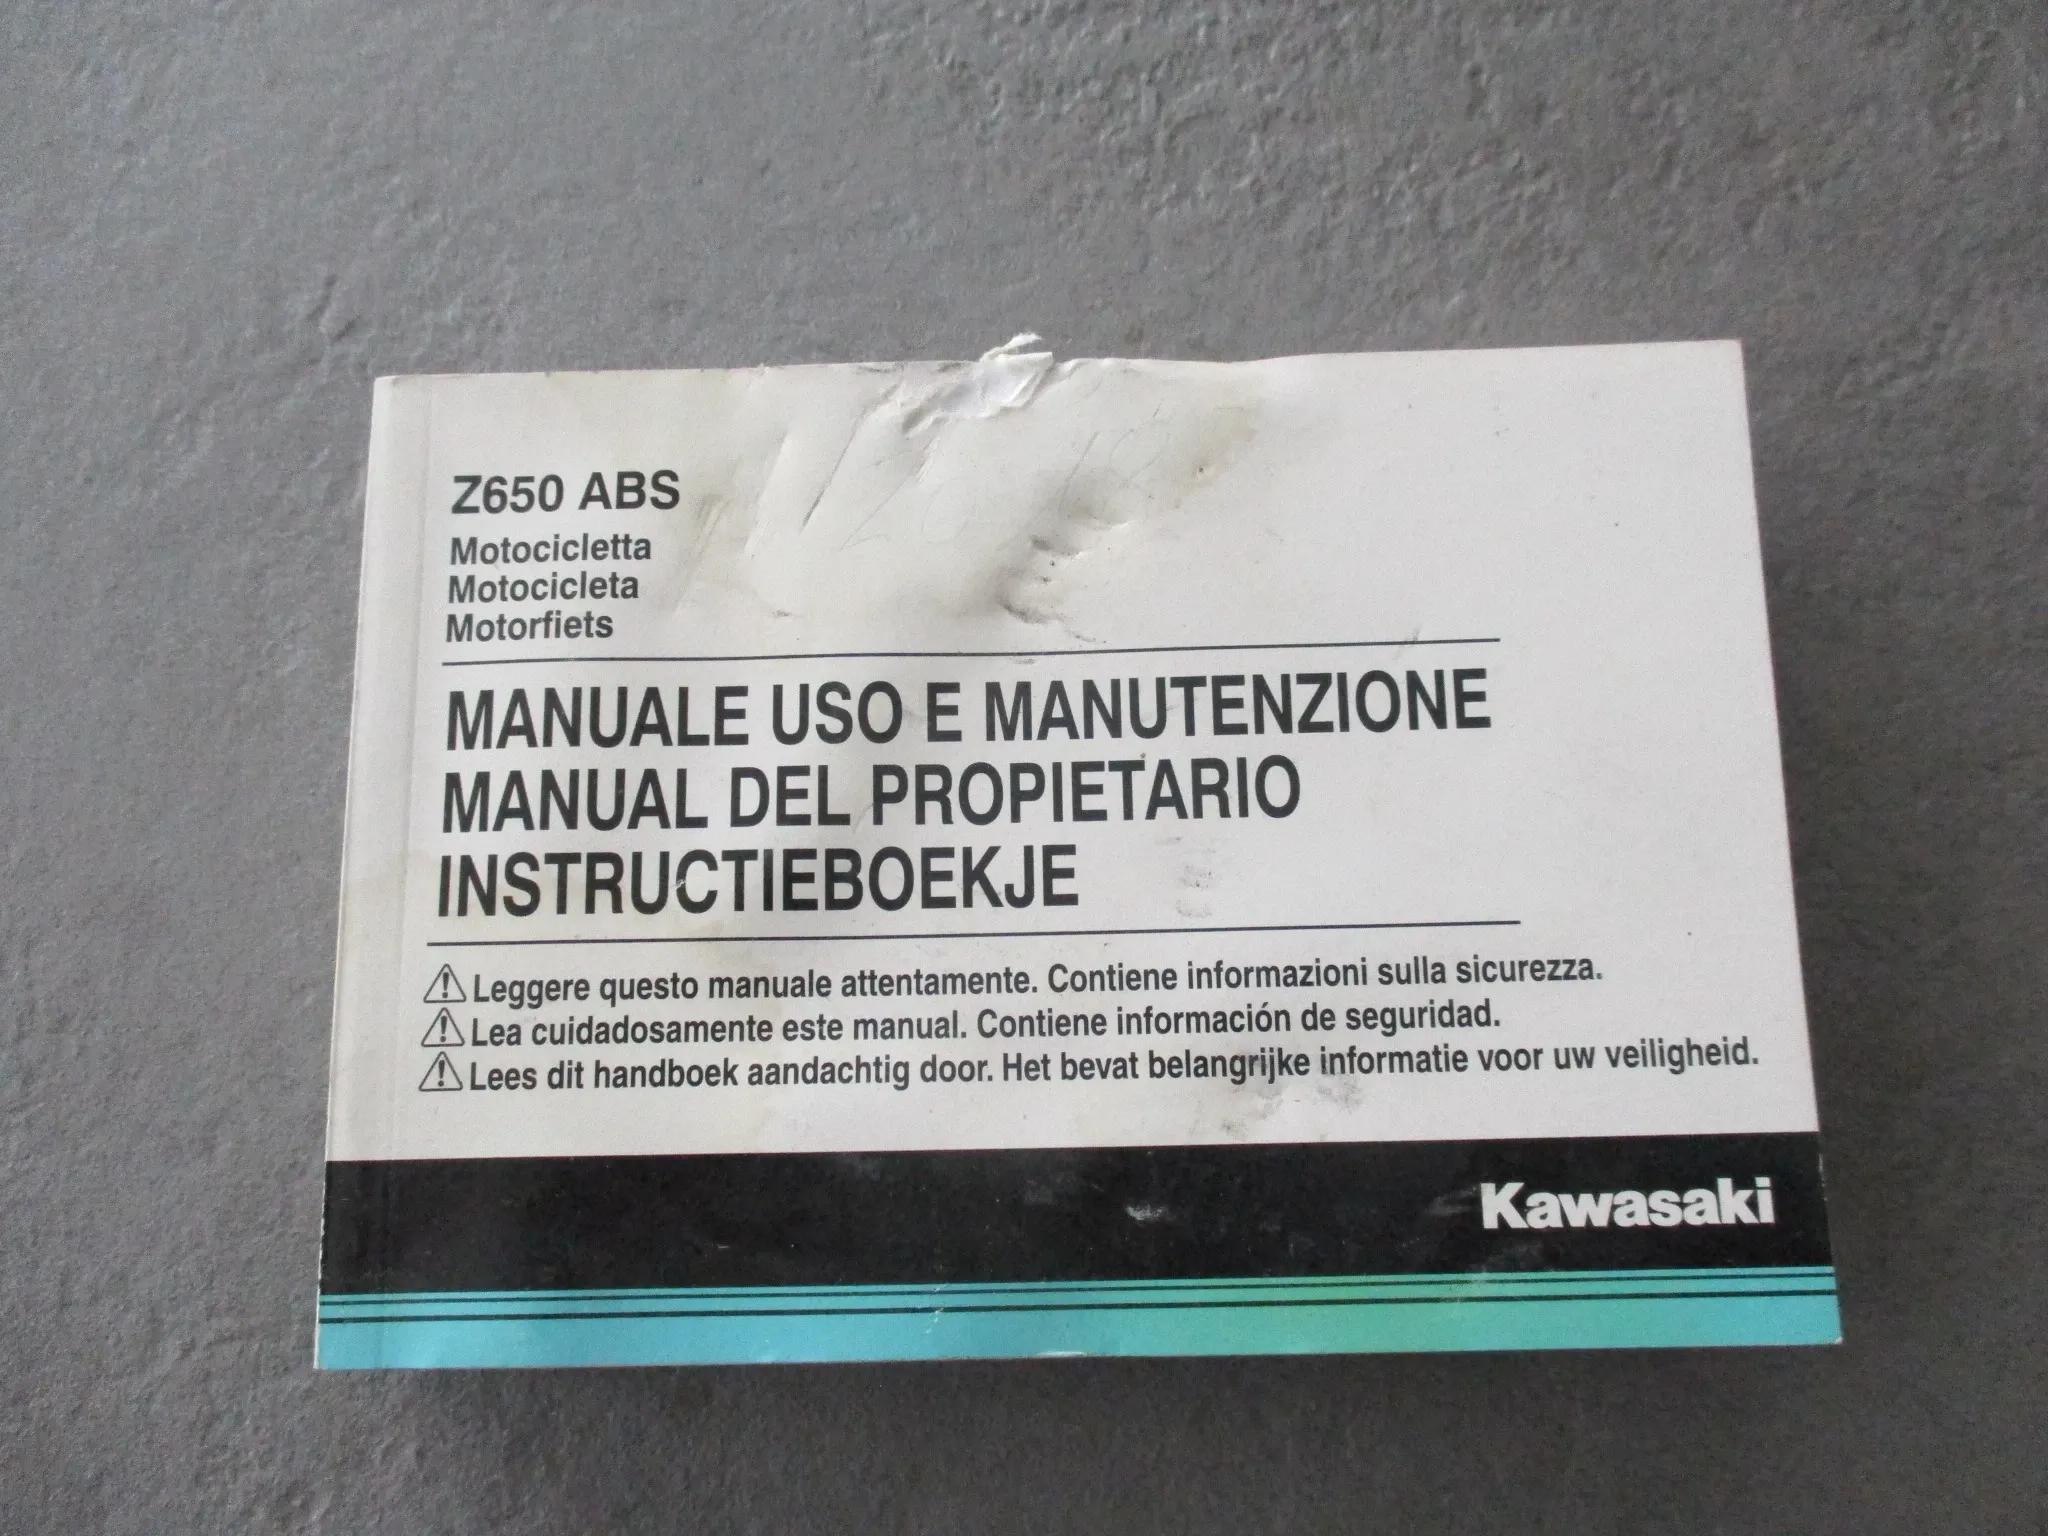 Z650 ABS
Motocicletta
Motocicleta
Motorfiets
MANUALE USO E MANUTENZIONE
MANUAL DEL PROPIETARIO
INSTRUCTIEBOEKJE
⚠Leggere questo manuale attentamente. Contiene informazioni sulla sicurezza.
⚠Lea cuidadosamente este manual. Contiene información de seguridad.
⚠Lees dit handboek aandachtig door. Het bevat belangrijke informatie voor uw veiligheid.
Kawasaki